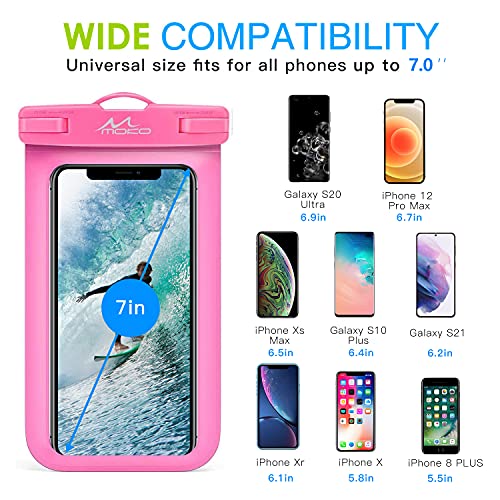 WIDE COMPATIBILITY
Universal size fits for all phones up to 7.0''
MOKO
7in
Galaxy S20
Ultra
6.9in
iPhone 12
Pro Max
6.7in
iPhone Xs
Max
6.5in
Galaxy S10
Plus
6.4in
Galaxy S21
6.2in
iPhone Xr
6.1in
iPhone X
5.8in
iPhone 8 PLUS
5.5in